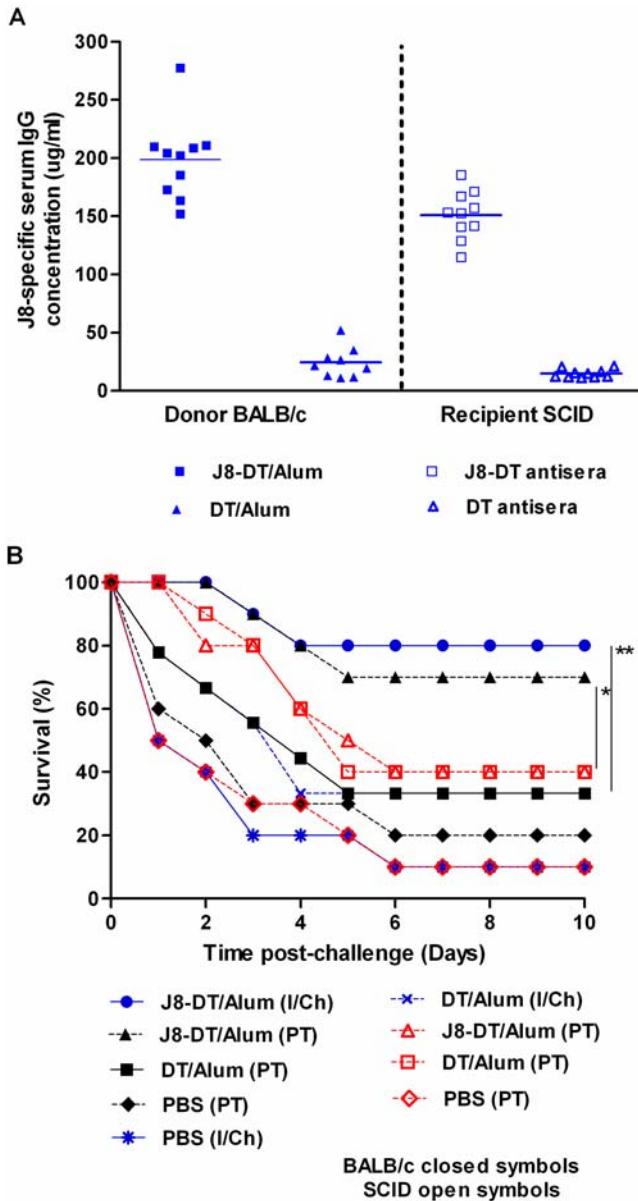 A
J8-specific serum IgG
concentration (ug/ml)
300
250
200
150
100
50
0
Donor BALB/c
Recipient SCID
J8-DT/Alum
J8-DT antisera
DT/Alum
DT antisera
B
Survival (%)
100
80
60
40
20
0
**
*
0
2
4
6
8
10
Time post-challenge (Days)
J8-DT/Alum (I/Ch)
DT/Alum (I/Ch)
J8-DT/Alum (PT)
J8-DT/Alum (PT)
DT/Alum (PT)
DT/Alum (PT)
PBS (PT)
PBS (PT)
PBS (I/Ch)
BALB/c closed symbols
SCID open symbols